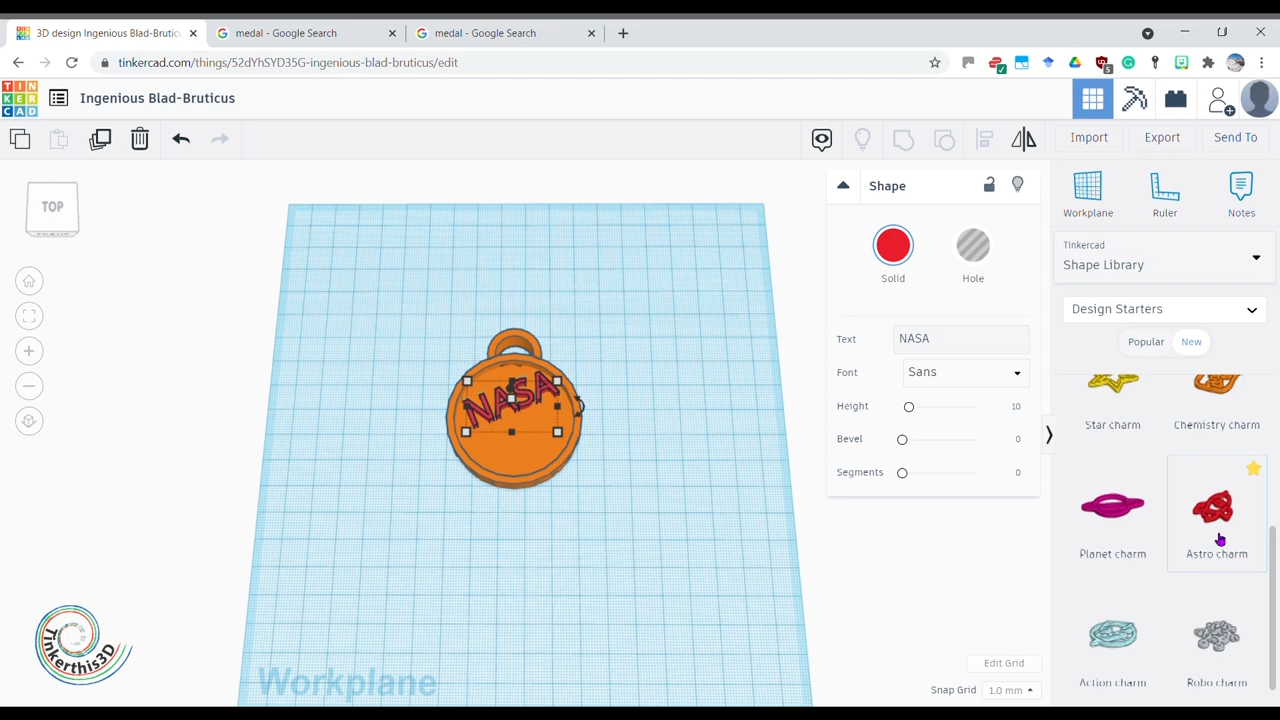 3D design Ingenious Blad-Brutic
medal - Google Search
medal - Google Search
tinkercad.com/things/52dYhSYD35G-ingenious-blad-bruticus/edit
5
TIN
KER
CAD
Ingenious Blad-Bruticus
Import
Export
Send To
TOP
Shape
Solid
Hole
Text
NASA
Font
Sans
Height
10
Bevel
0
Segments
0
Workplane
Ruler
Notes
Tinkercad
Shape Library
Design Starters
Popular
New
Star charm
Chemistry charm
Planet charm
Astro charm
Action charm
Robo charm
NASA
Tinkerthis3D
Workplane
Edit Grid
Snap Grid
1.0 mm